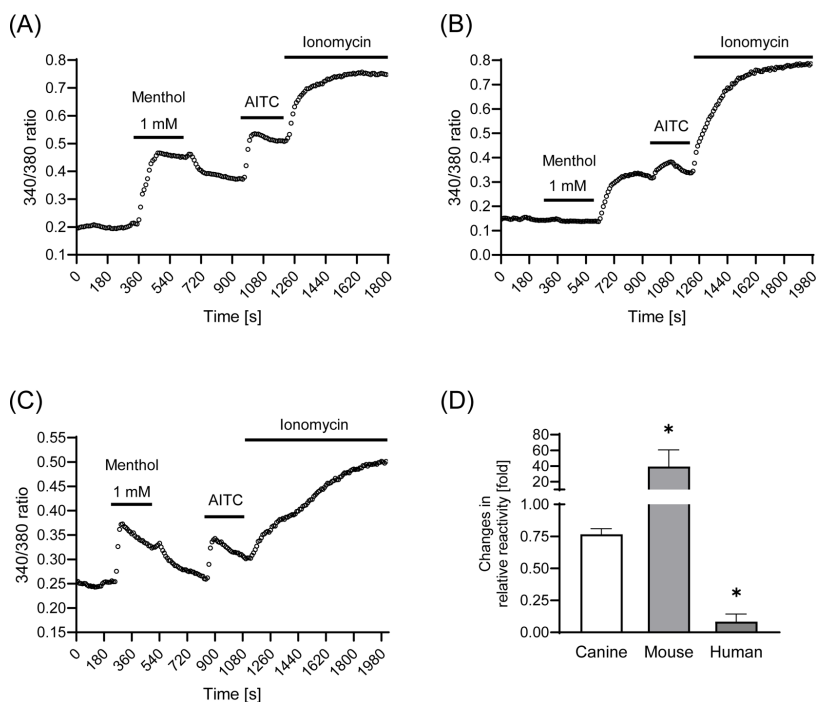 (A)
Ionomycin
Menthol
1 mM
AITC
340/380 ratio
0.8
0.7
0.6
0.5
0.4
0.3
0.2
0.1
0 180 360 540 720 900 1080 1260 1440 1620 1800
Time [s]
(B)
Ionomycin
AITC
Menthol
1 mM
340/380 ratio
0.8
0.7
0.6
0.5
0.4
0.3
0.2
0.1
0.0
0 180 360 540 720 900 1080 1260 1440 1620 1800 1980
Time [s]
(C)
Ionomycin
Menthol
1 mM
AITC
340/380 ratio
0.55
0.50
0.45
0.40
0.35
0.30
0.25
0.20
0.15
0 180 360 540 720 900 1080 1260 1440 1620 1800 1980
Time [s]
(D)
Changes in
relative reactivity [fold]
80
60
40
20
1.00
0.75
0.50
0.25
0.00
*
*
Canine Mouse Human